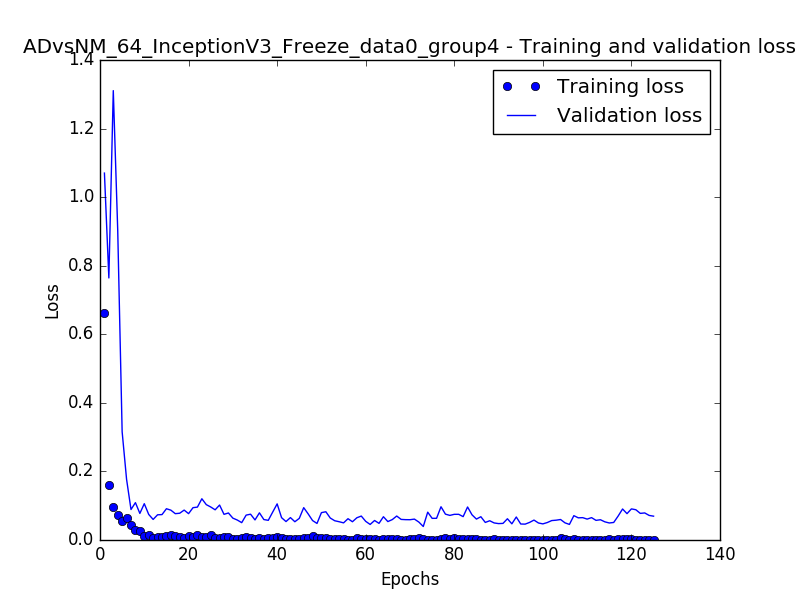 ADvsNM_64_InceptionV3_Freeze_data0_group4 - Training and validation loss
Training loss
Validation loss
Loss
1.4
1.2
1.0
0.8
0.6
0.4
0.2
0.0
0 20 40 60 80 100 120 140
Epochs